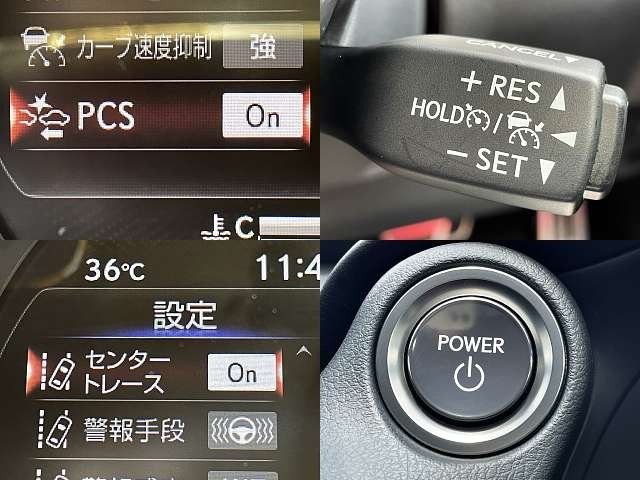 カーブ速度抑制 強
PCS On
C
CANCEL▼
+ RES ▲
HOLD / ◀
− SET ▼
36℃ 11:4
設定
センター
トレース On
警報手段
POWER